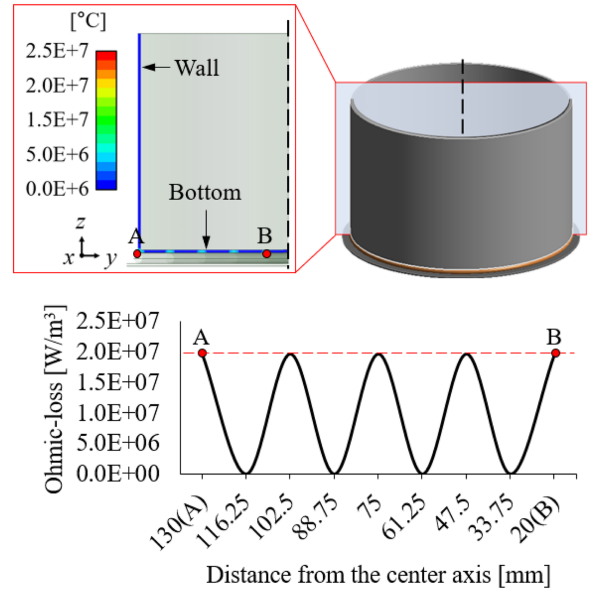 [°C]
2.5E+7
2.0E+7
1.5E+7
5.0E+6
0.0E+6
Wall
Bottom
A
B
z
x
y
Ohmic-loss [W/m³]
2.5E+07
2.0E+07
1.5E+07
1.0E+07
5.0E+06
0.0E+00
A
B
130(A)
116.25
102.5
88.75
75
61.25
47.5
33.75
20(B)
Distance from the center axis [mm]